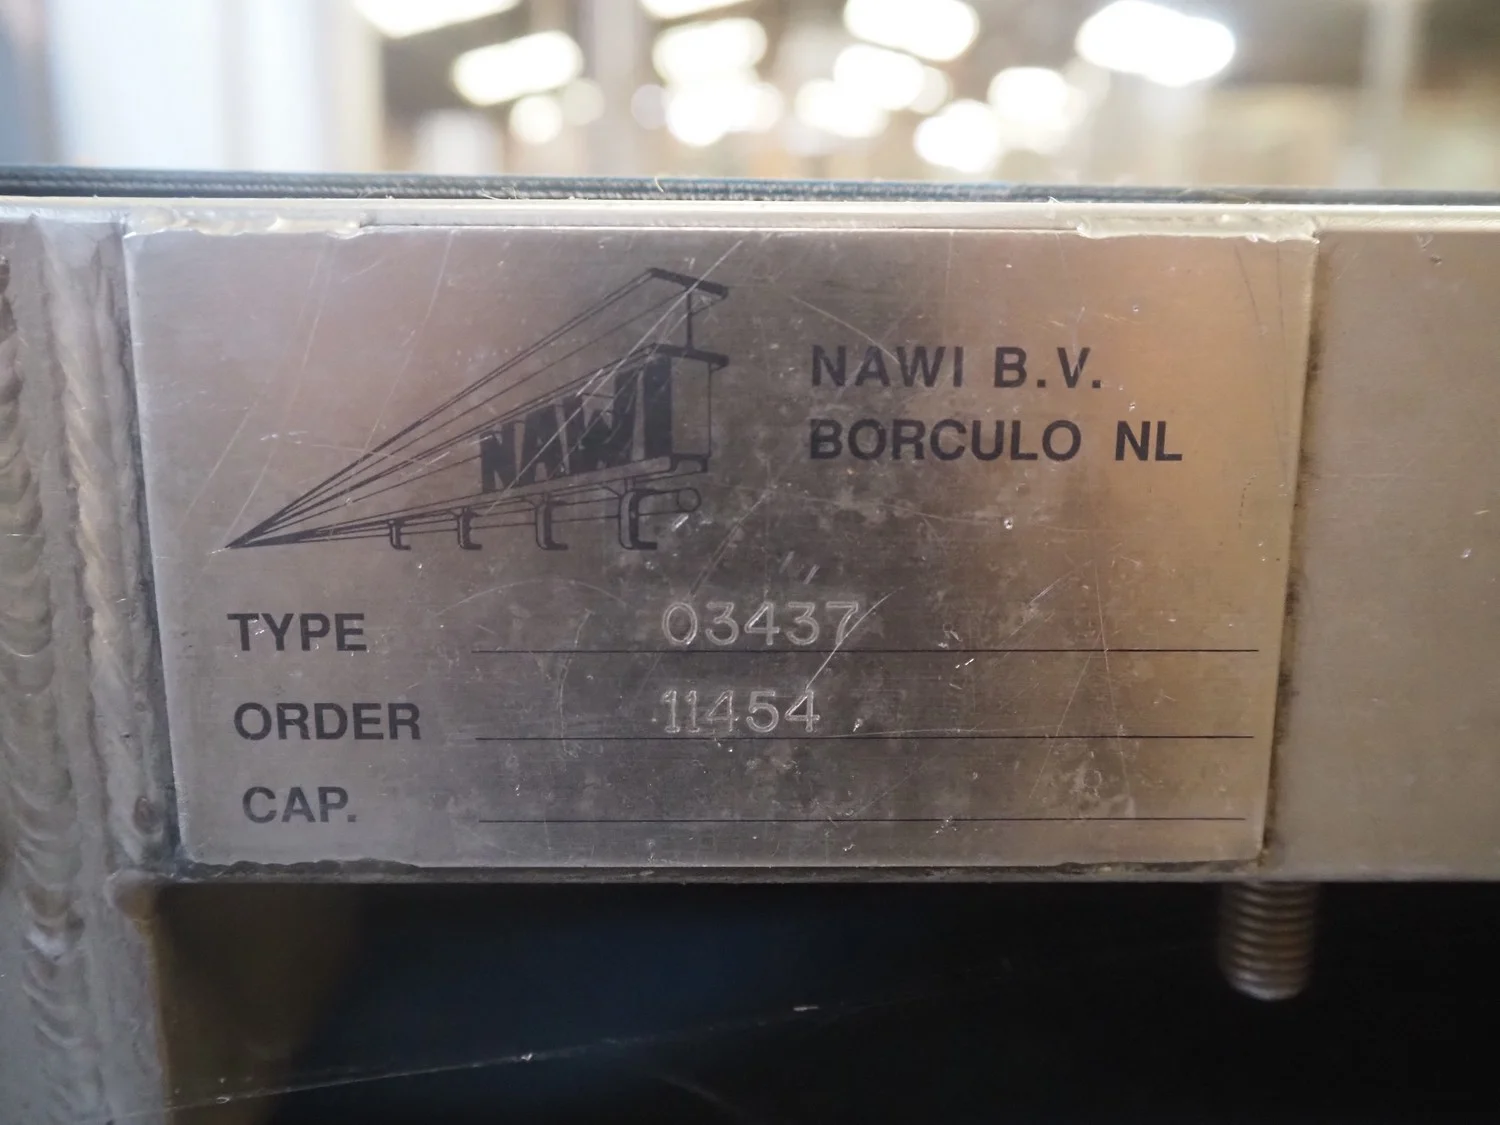 NAWI
NAWI B.V.
BORCULO NL
TYPE 03437
ORDER 11454
CAP.